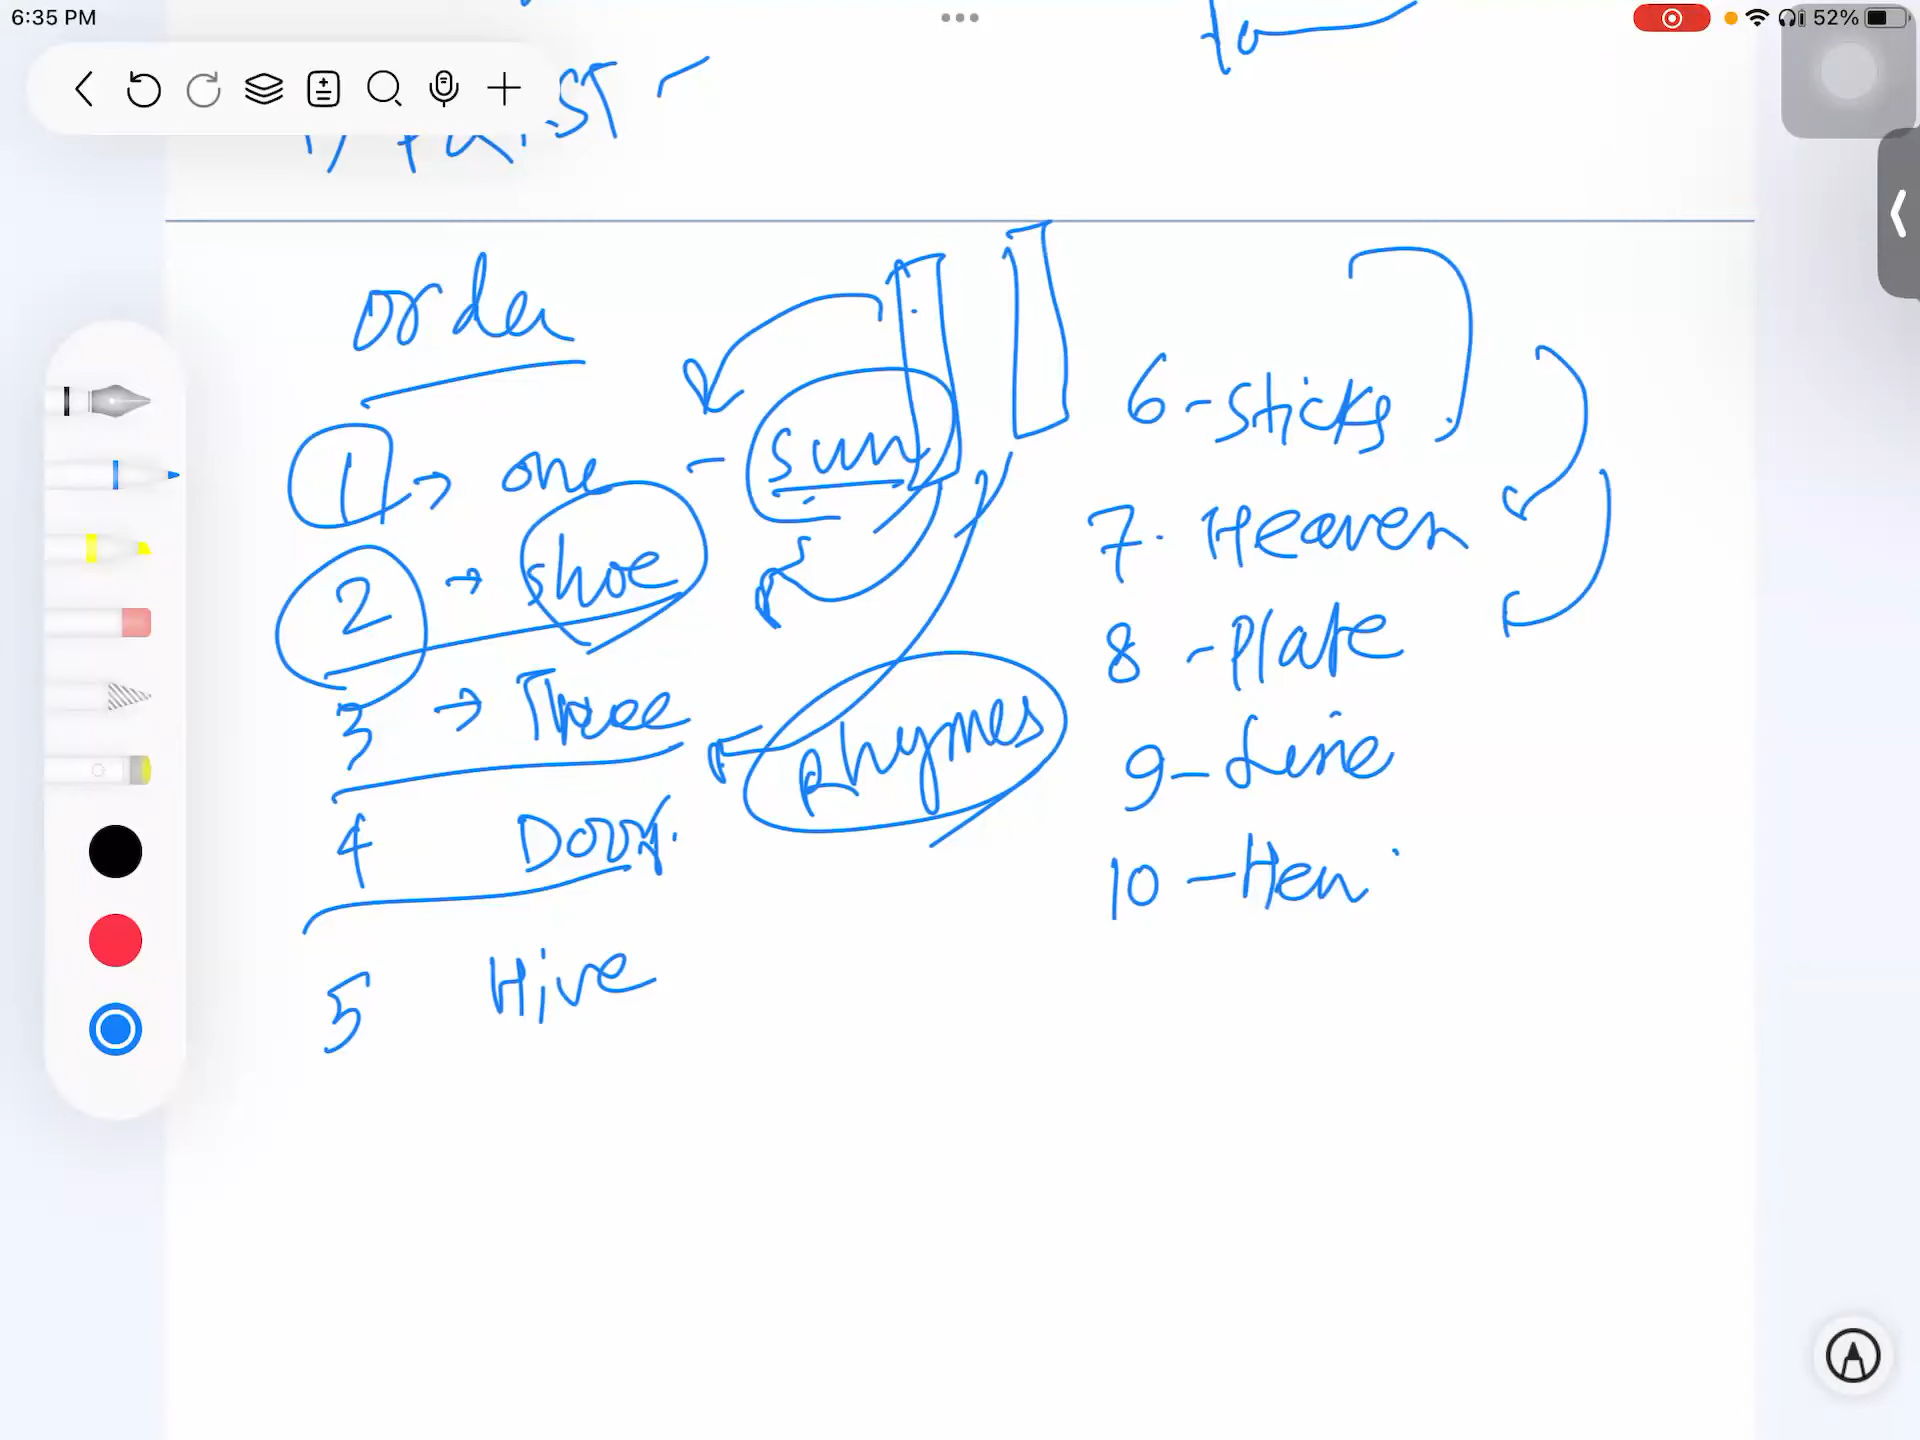 6:35 PM
52%
order
1 → one - sun
2 → shoe
3 → Three
Rhymes
4 Door.
5 Hive
6 - Sticks
7. Heaven
8 - Plate
9 - Line
10 - Hen